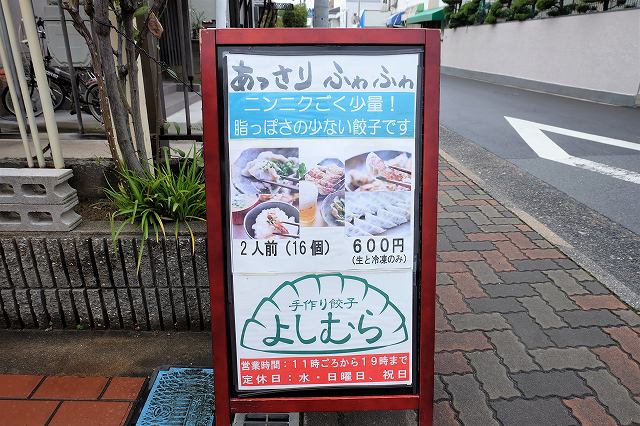 あっさり ふわふわ
ニンニクごく少量！
脂っぽさの少ない餃子です
2人前（16個） 600円
（生と冷凍のみ）
手作り餃子
よしむら
営業時間：11時ごろから19時まで
定休日：水・日曜日、祝日